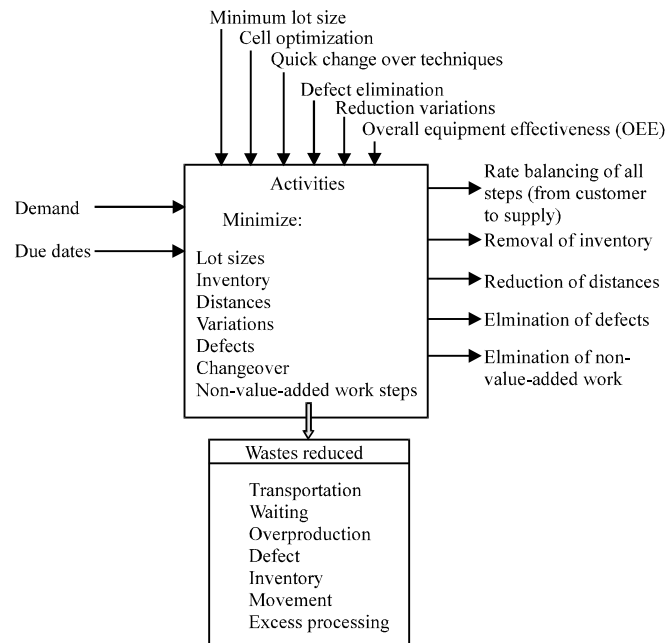 Minimum lot size
Cell optimization
Quick change over techniques
Defect elimination
Reduction variations
Overall equipment effectiveness (OEE)
Demand
Due dates
Activities
Minimize:
Lot sizes
Inventory
Distances
Variations
Defects
Changeover
Non-value-added work steps
Rate balancing of all
steps (from customer
to supply)
Removal of inventory
Reduction of distances
Elmination of defects
Elmination of non-
value-added work
Wastes reduced
Transportation
Waiting
Overproduction
Defect
Inventory
Movement
Excess processing